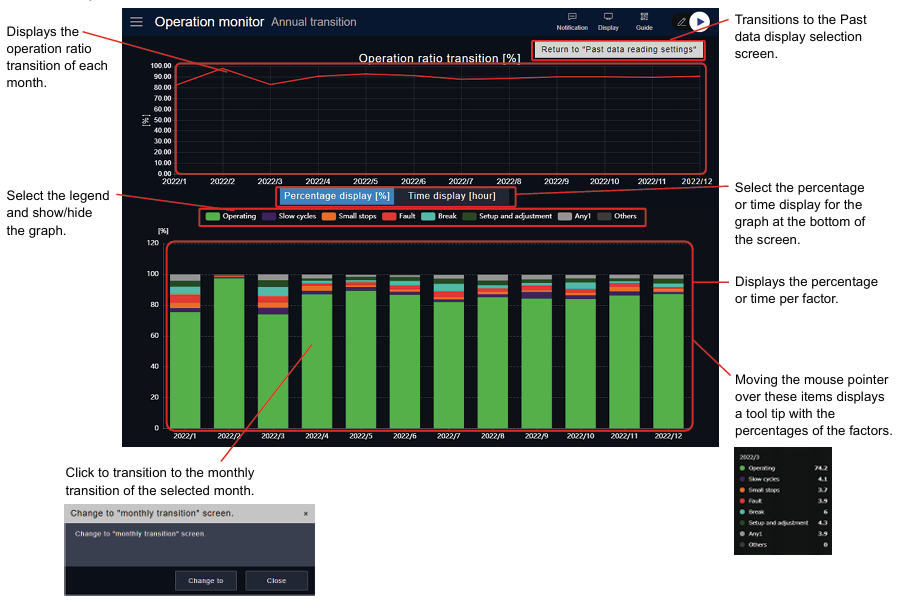 Operation monitor Annual transition
Notification Display Guide
Return to "Past data reading settings"
Displays the
operation ratio
transition of each
month.
Transitions to the Past
data display selection
screen.
Operation ratio transition [%]
[%]
100.00
90.00
80.00
70.00
60.00
50.00
40.00
30.00
20.00
10.00
0.00
2022/1 2022/2 2022/3 2022/4 2022/5 2022/6 2022/7 2022/8 2022/9 2022/10 2022/11 2022/12
Select the legend
and show/hide
the graph.
Percentage display [%] Time display [hour]
Select the percentage
or time display for the
graph at the bottom of
the screen.
Operating Slow cycles Small stops Fault Break Setup and adjustment Any1 Others
[%]
120
100
80
60
40
20
0
2022/1 2022/2 2022/3 2022/4 2022/5 2022/6 2022/7 2022/8 2022/9 2022/10 2022/11 2022/12
Displays the percentage
or time per factor.
Moving the mouse pointer
over these items displays
a tool tip with the
percentages of the factors.
2022/3
Operating 74.2
Slow cycles 4.1
Small stops 3.7
Fault 3.9
Break 6
Setup and adjustment 4.3
Any1 3.9
Others 0
Click to transition to the monthly
transition of the selected month.
Change to "monthly transition" screen. ×
Change to "monthly transition" screen.
Change to Close